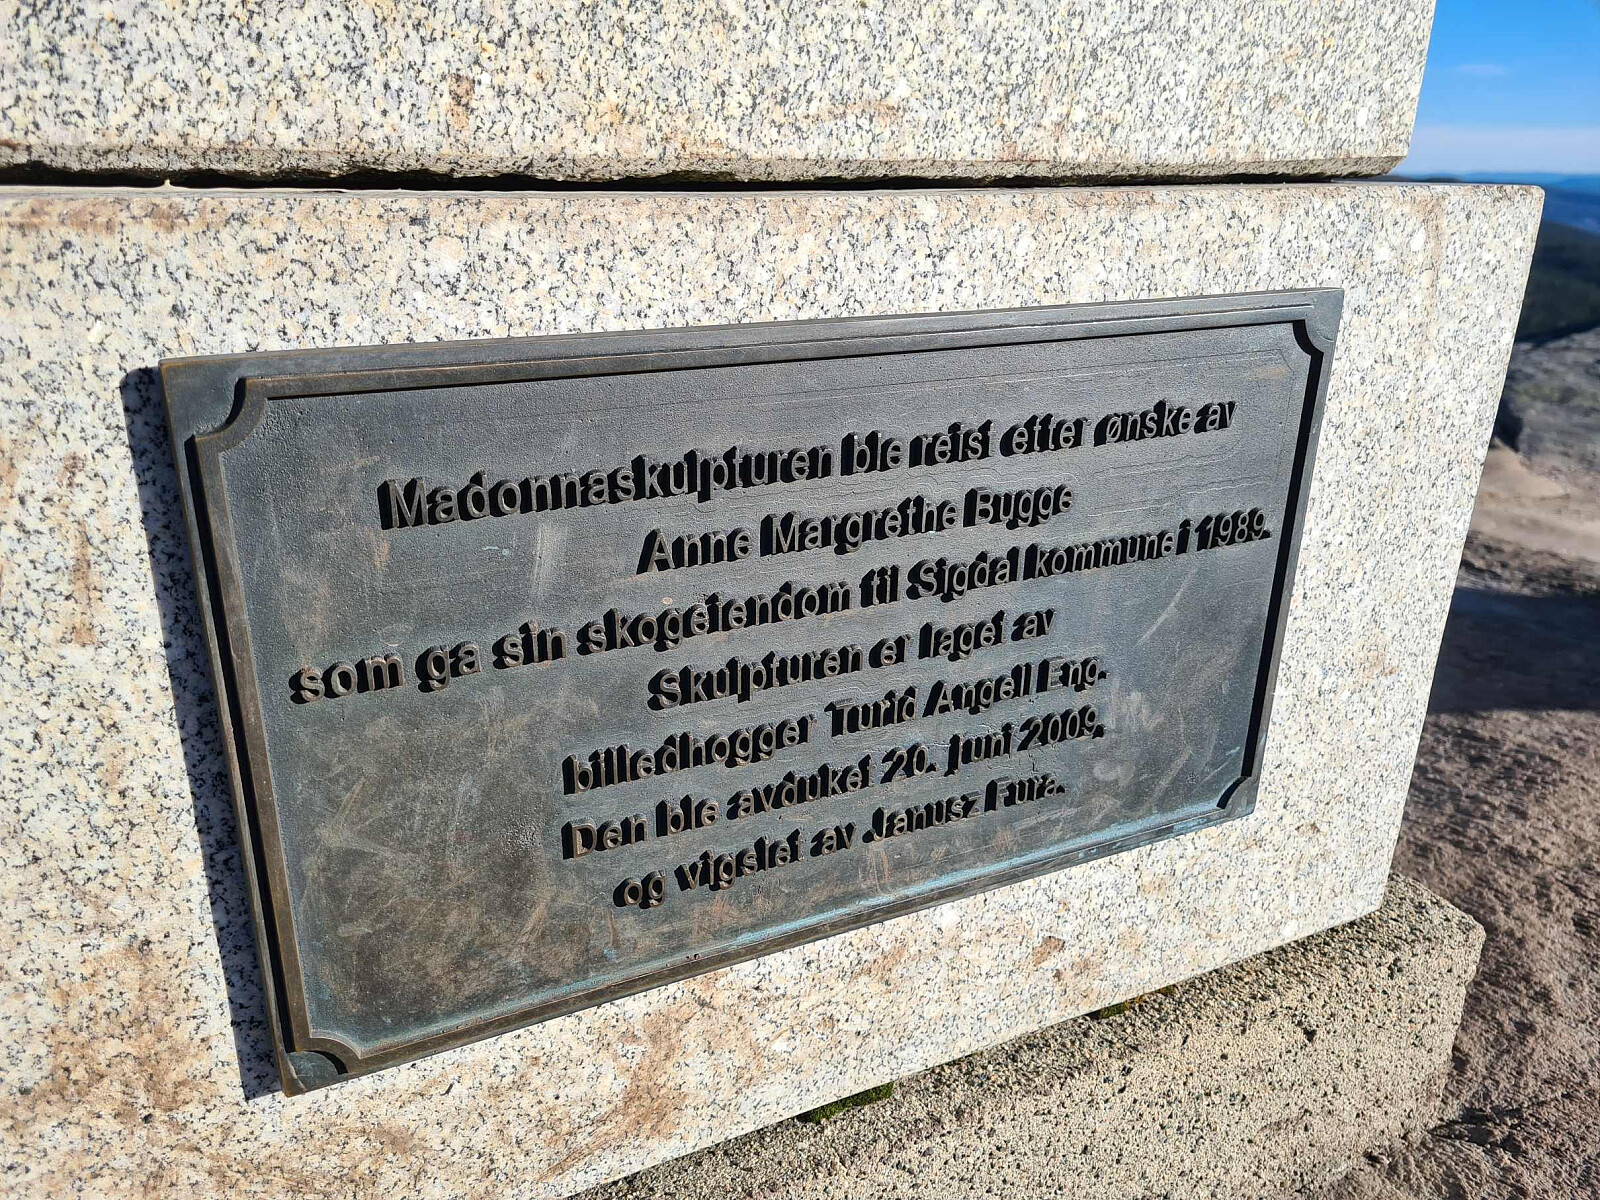 Madonnaskulpturen ble reist etter ønske av
Anne Margrethe Bugge
som ga sin skogeiendom til Sigdal kommune i 1989.
Skulpturen er laget av
billedhogger Turid Angell Eng.
Den ble avduket 20. juni 2009.
og vigslet av Janusz Fura.